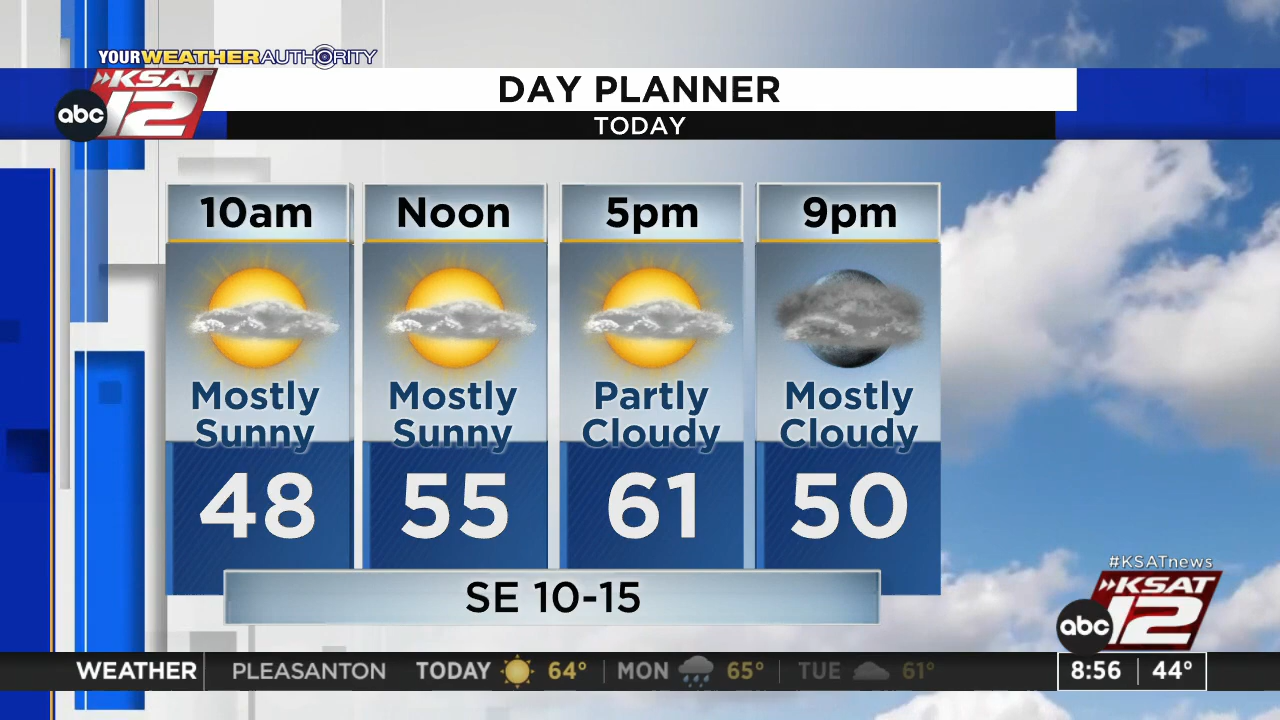 YOURWEATHERAUTHORITY
KSAT
abc
12
DAY PLANNER
TODAY
10am
Noon
5pm
9pm
Mostly
Sunny
Mostly
Sunny
Partly
Cloudy
Mostly
Cloudy
48
55
61
50
SE 10-15
#KSATnews
KSAT
abc
12
WEATHER PLEASANTON TODAY 64° MON 65° TUE 61° 8:56 44°